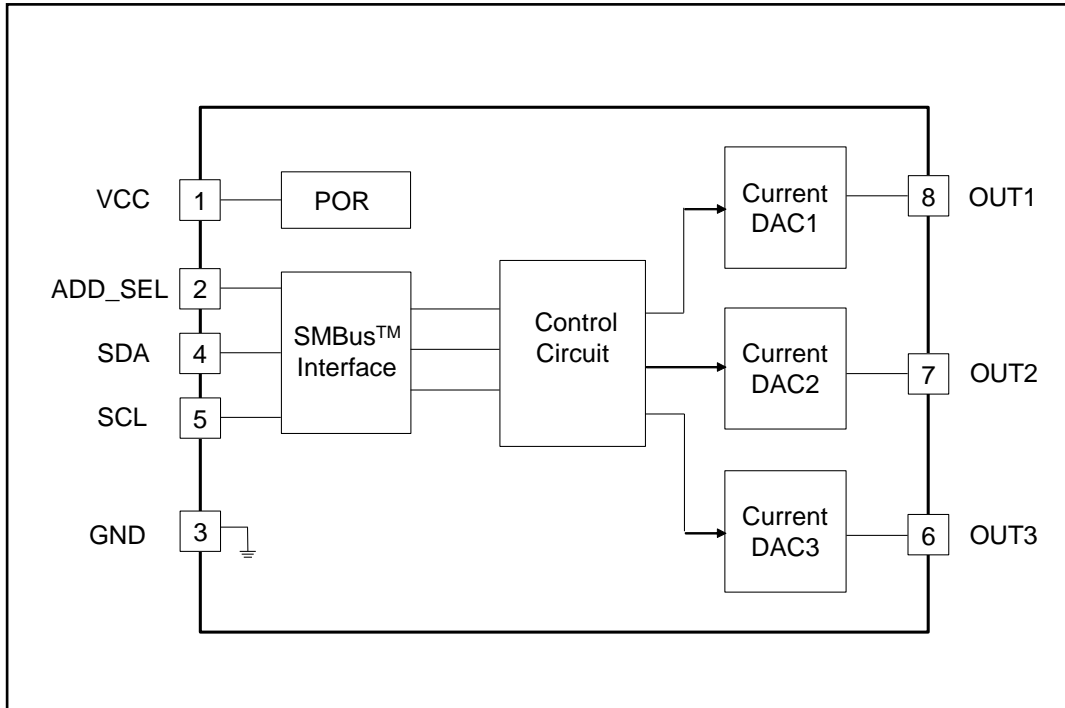 VCC 1 POR
ADD_SEL 2
SDA 4
SCL 5
GND 3
SMBus™
Interface
Control
Circuit
Current
DAC1
8 OUT1
Current
DAC2
7 OUT2
Current
DAC3
6 OUT3